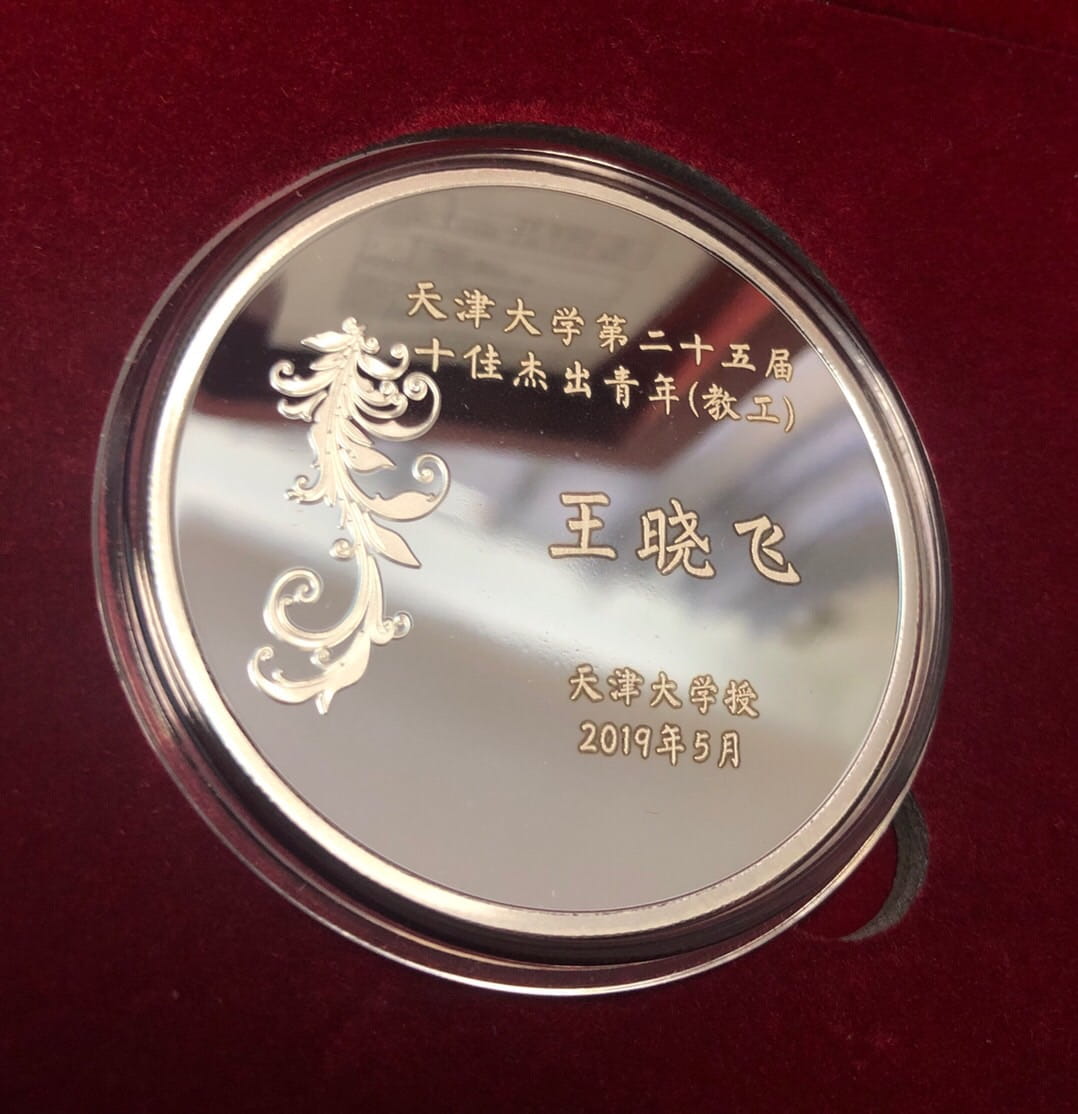 天津大学第二十五届
十佳杰出青年(教工)
王晓飞
天津大学授
2019年5月